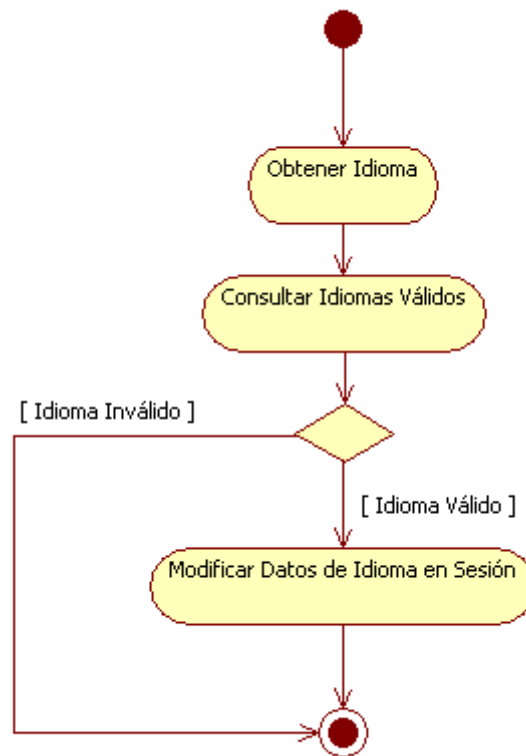 Obtener Idioma
Consultar Idiomas Válidos
[ Idioma Inválido ]
[ Idioma Válido ]
Modificar Datos de Idioma en Sesión